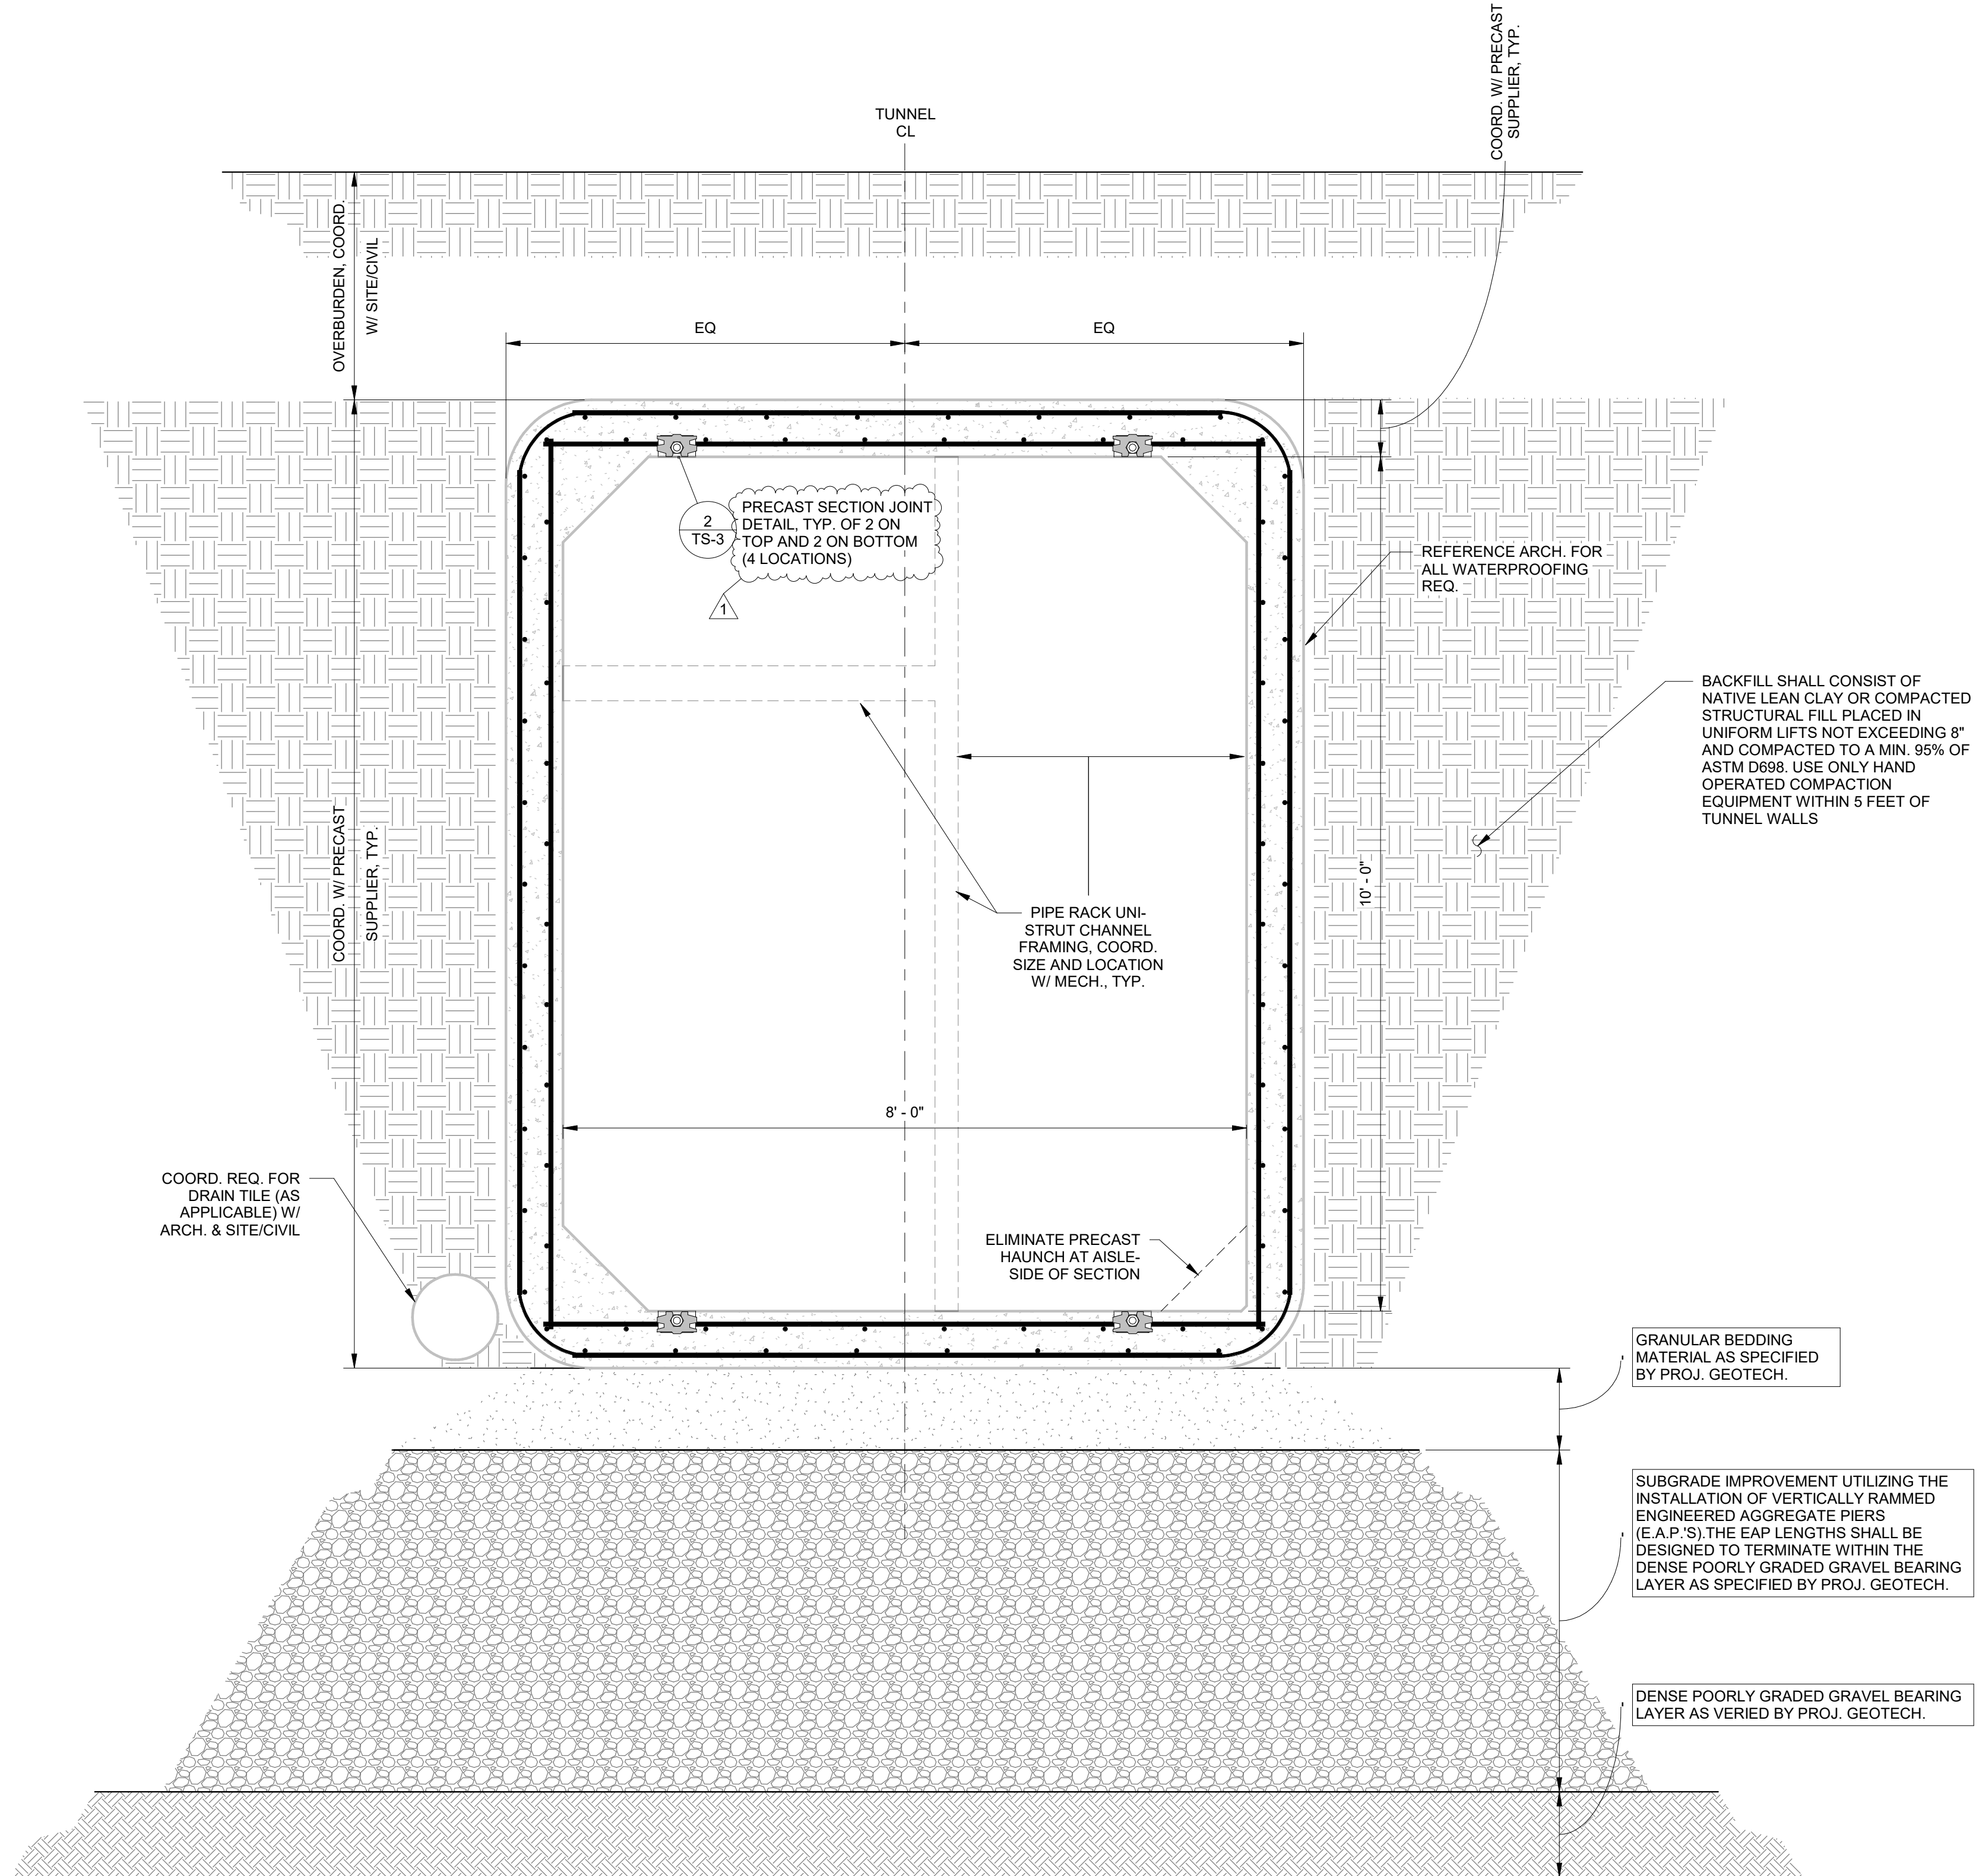 COORD. W/ PRECAST
SUPPLIER, TYP.
TUNNEL
CL
OVERBURDEN, COORD.
W/ SITE/CIVIL
EQ
EQ
2
TS-3
PRECAST SECTION JOINT
DETAIL, TYP. OF 2 ON
TOP AND 2 ON BOTTOM
(4 LOCATIONS)
1
REFERENCE ARCH. FOR
ALL WATERPROOFING
REQ.
BACKFILL SHALL CONSIST OF
NATIVE LEAN CLAY OR COMPACTED
STRUCTURAL FILL PLACED IN
UNIFORM LIFTS NOT EXCEEDING 8"
AND COMPACTED TO A MIN. 95% OF
ASTM D698. USE ONLY HAND
OPERATED COMPACTION
EQUIPMENT WITHIN 5 FEET OF
TUNNEL WALLS
COORD. W/ PRECAST
SUPPLIER, TYP.
10' - 0"
PIPE RACK UNI-
STRUT CHANNEL
FRAMING, COORD.
SIZE AND LOCATION
W/ MECH., TYP.
8' - 0"
COORD. REQ. FOR
DRAIN TILE (AS
APPLICABLE) W/
ARCH. & SITE/CIVIL
ELIMINATE PRECAST
HAUNCH AT AISLE-
SIDE OF SECTION
GRANULAR BEDDING
MATERIAL AS SPECIFIED
BY PROJ. GEOTECH.
SUBGRADE IMPROVEMENT UTILIZING THE
INSTALLATION OF VERTICALLY RAMMED
ENGINEERED AGGREGATE PIERS
(E.A.P.'S).THE EAP LENGTHS SHALL BE
DESIGNED TO TERMINATE WITHIN THE
DENSE POORLY GRADED GRAVEL BEARING
LAYER AS SPECIFIED BY PROJ. GEOTECH.
DENSE POORLY GRADED GRAVEL BEARING
LAYER AS VERIED BY PROJ. GEOTECH.